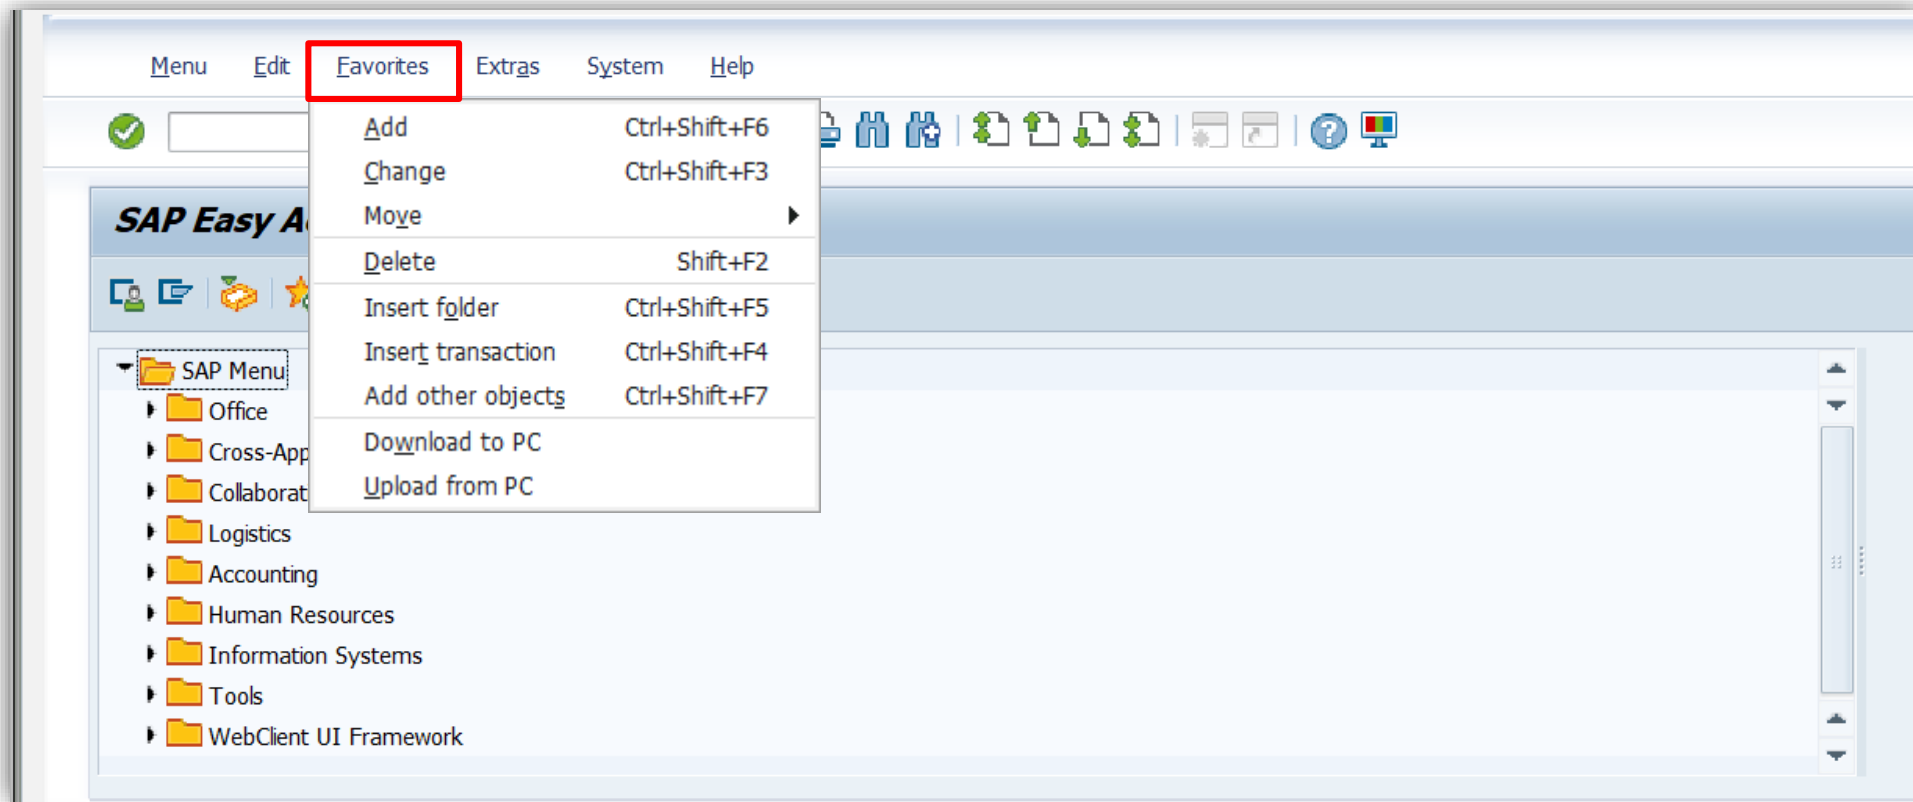 Menu Edit Favorites Extras System Help
Add Ctrl+Shift+F6
Change Ctrl+Shift+F3
Move
Delete Shift+F2
Insert folder Ctrl+Shift+F5
Insert transaction Ctrl+Shift+F4
Add other objects Ctrl+Shift+F7
Download to PC
Upload from PC
SAP Easy
SAP Menu
Office
Cross-App
Collaborat
Logistics
Accounting
Human Resources
Information Systems
Tools
WebClient UI Framework